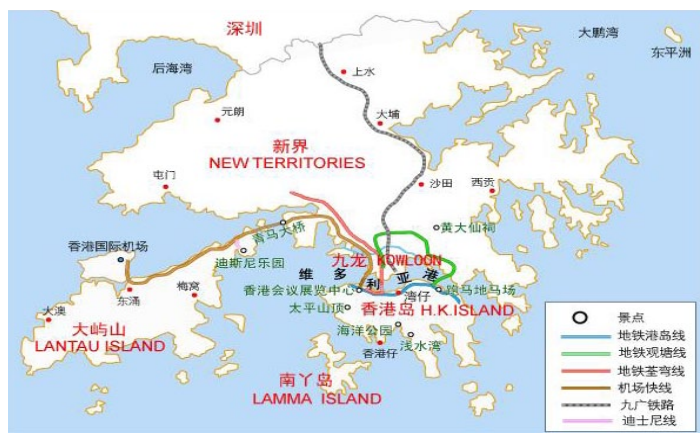 深圳
大鹏湾
东平洲
后海湾
上水
元朗
大埔
新界
NEW TERRITORIES
屯门
沙田
西贡
黄大仙祠
青马大桥
香港国际机场
迪斯尼乐园
九龙 KOWLOON
维多利亚港
香港会议展览中心
跑马地马场
东涌
梅窝
湾仔
太平山顶
香港岛 H.K.ISLAND
大澳
大屿山
LANTAU ISLAND
海洋公园
香港仔
浅水湾
南丫岛
LAMMA ISLAND
景点
地铁港岛线
地铁观塘线
地铁荃弯线
机场快线
九广铁路
迪士尼线